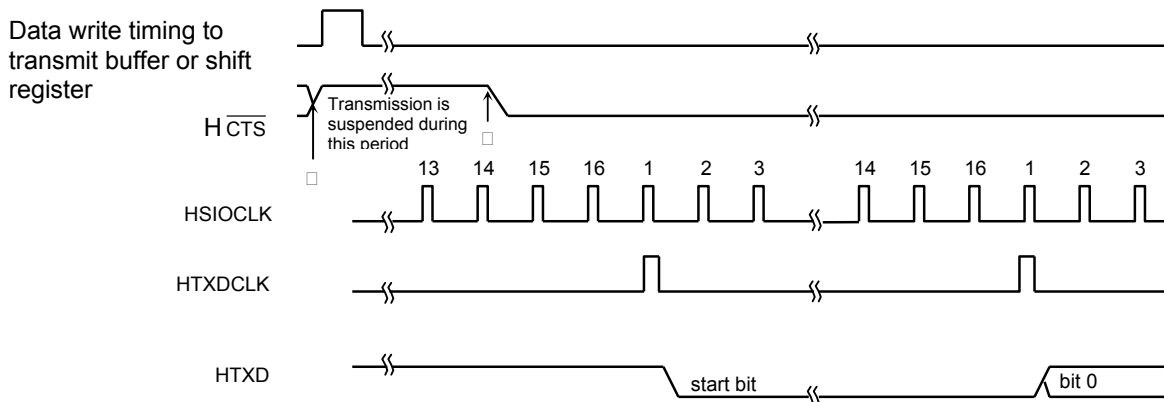 Data write timing to
transmit buffer or shift
register
H CTS
Transmission is
suspended during
this period
13 14 15 16 1 2 3 14 15 16 1 2 3
HSIOCLK
HTXDCLK
HTXD
start bit
bit 0